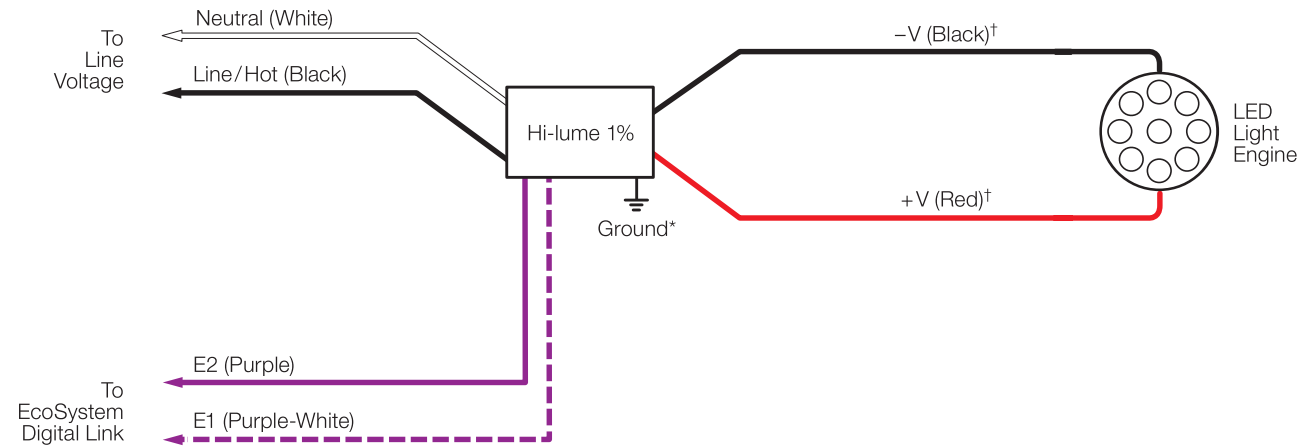 To
Line
Voltage
Neutral (White)
Line/Hot (Black)
Hi-lume 1%
Ground*
–V (Black)†
+V (Red)†
LED
Light
Engine
To
EcoSystem
Digital Link
E2 (Purple)
E1 (Purple-White)